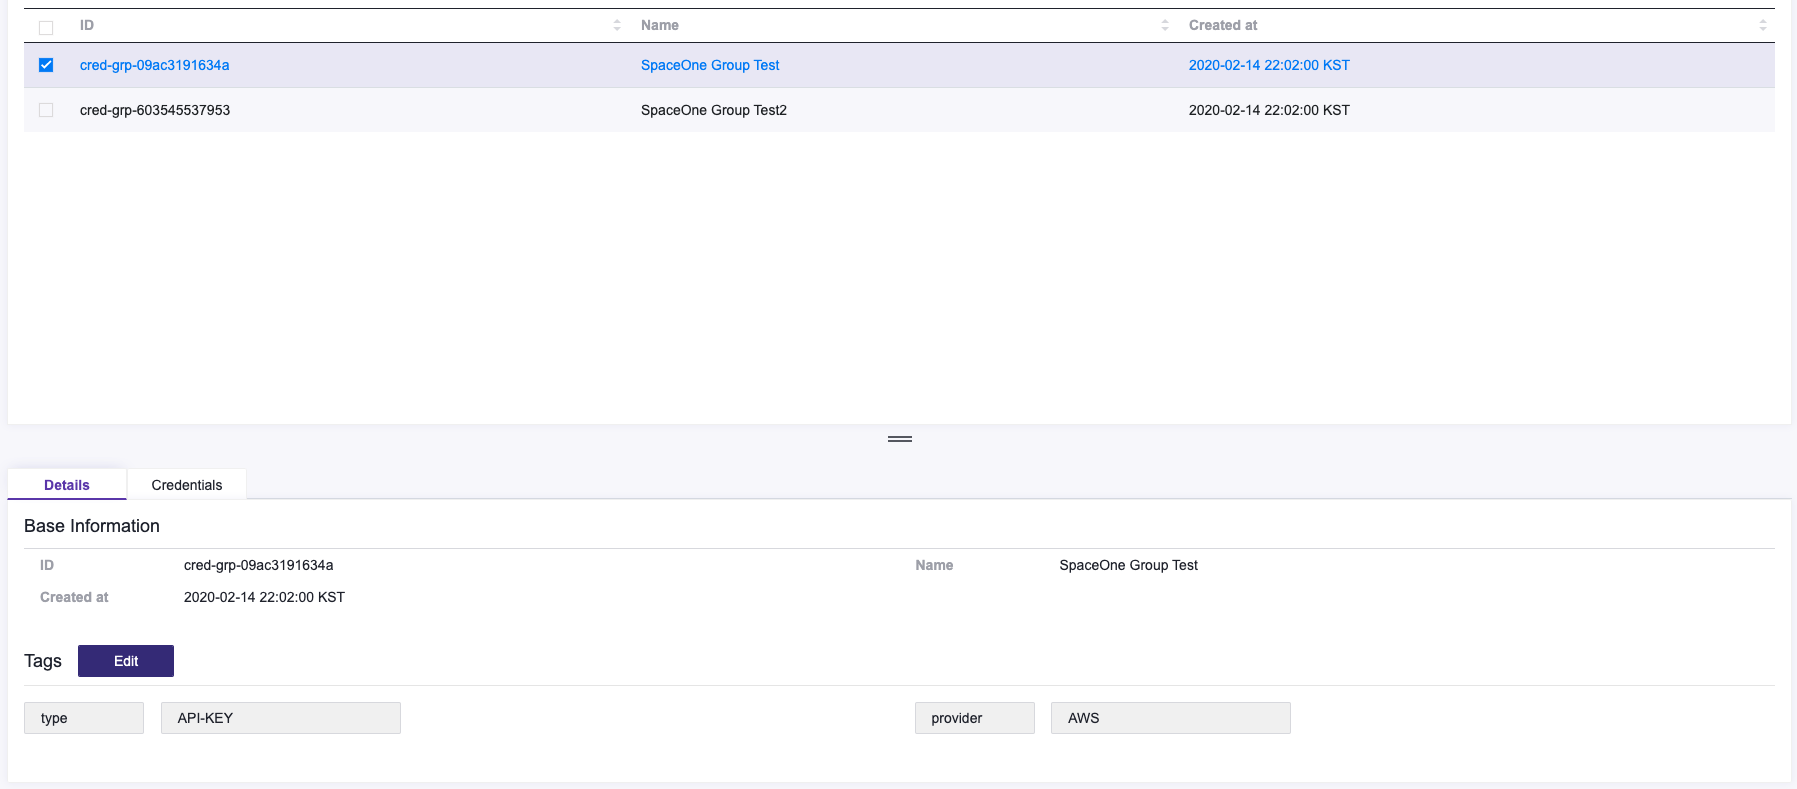 ID Name Created at
cred-grp-09ac3191634a SpaceOne Group Test 2020-02-14 22:02:00 KST
cred-grp-603545537953 SpaceOne Group Test2 2020-02-14 22:02:00 KST
Details Credentials
Base Information
ID cred-grp-09ac3191634a Name SpaceOne Group Test
Created at 2020-02-14 22:02:00 KST
Tags Edit
type API-KEY provider AWS